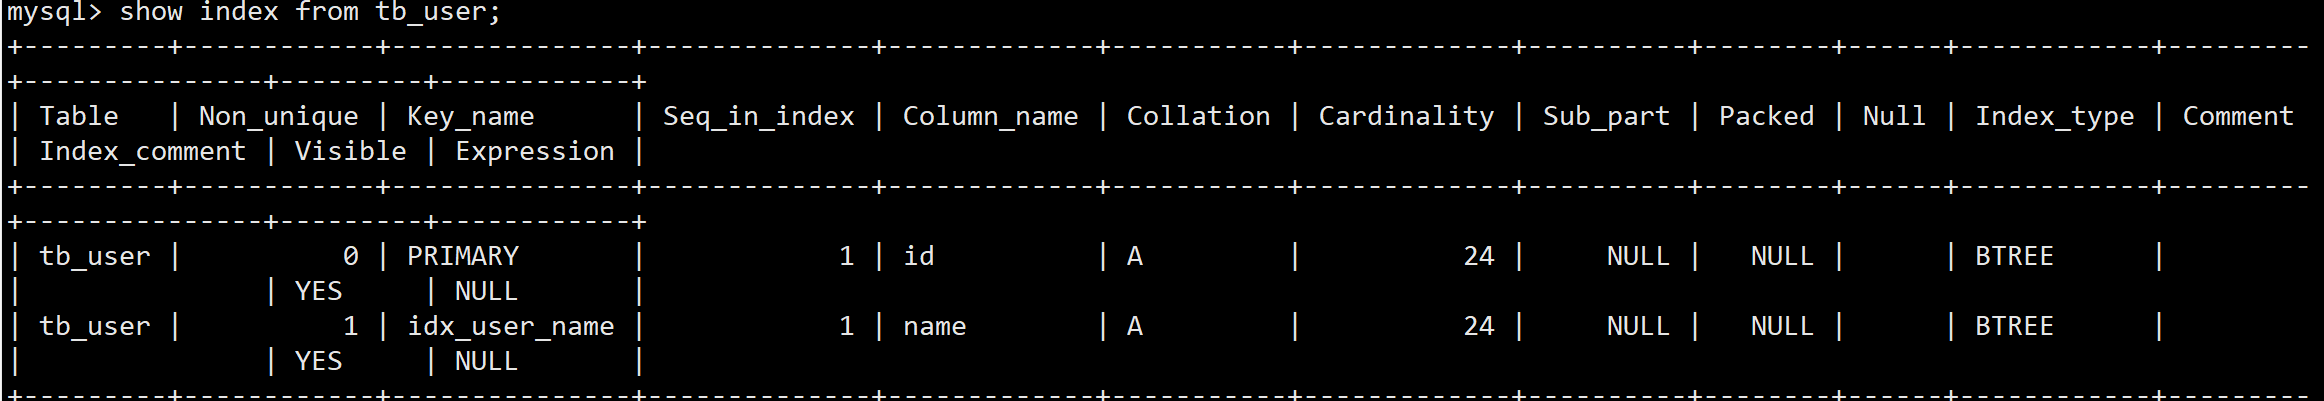 mysql> show index from tb_user;
+---------+------------+---------------+--------------+-------------+-----------+-------------+----------+--------+------+------------+---------
+---------------+---------+------------+
| Table   | Non_unique | Key_name      | Seq_in_index | Column_name | Collation | Cardinality | Sub_part | Packed | Null | Index_type | Comment
| Index_comment | Visible | Expression |
+---------+------------+---------------+--------------+-------------+-----------+-------------+----------+--------+------+------------+---------
+---------------+---------+------------+
| tb_user |          0 | PRIMARY       |            1 | id          | A         |          24 |     NULL |   NULL |      | BTREE      |
|               | YES     | NULL       |
| tb_user |          1 | idx_user_name |            1 | name        | A         |          24 |     NULL |   NULL |      | BTREE      |
|               | YES     | NULL       |
+---------+------------+---------------+--------------+-------------+-----------+-------------+----------+--------+------+------------+---------